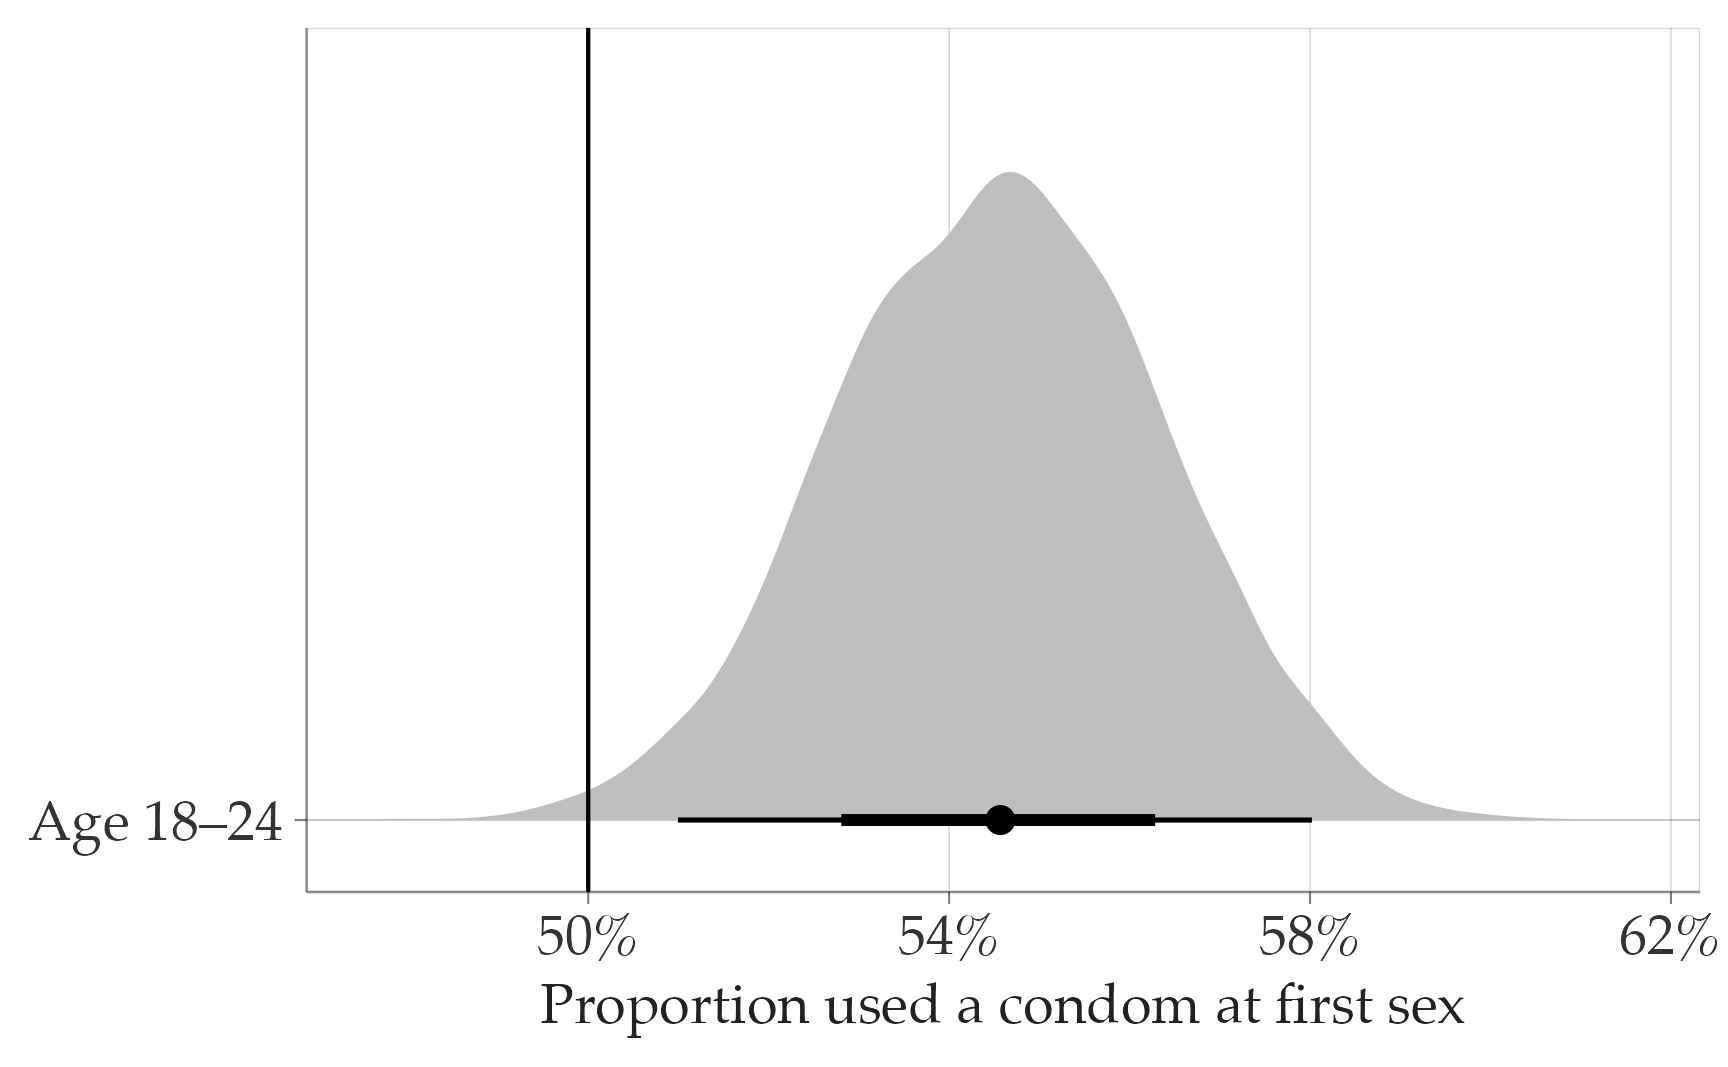 Age 18–24
50% 54% 58% 62%
Proportion used a condom at first sex